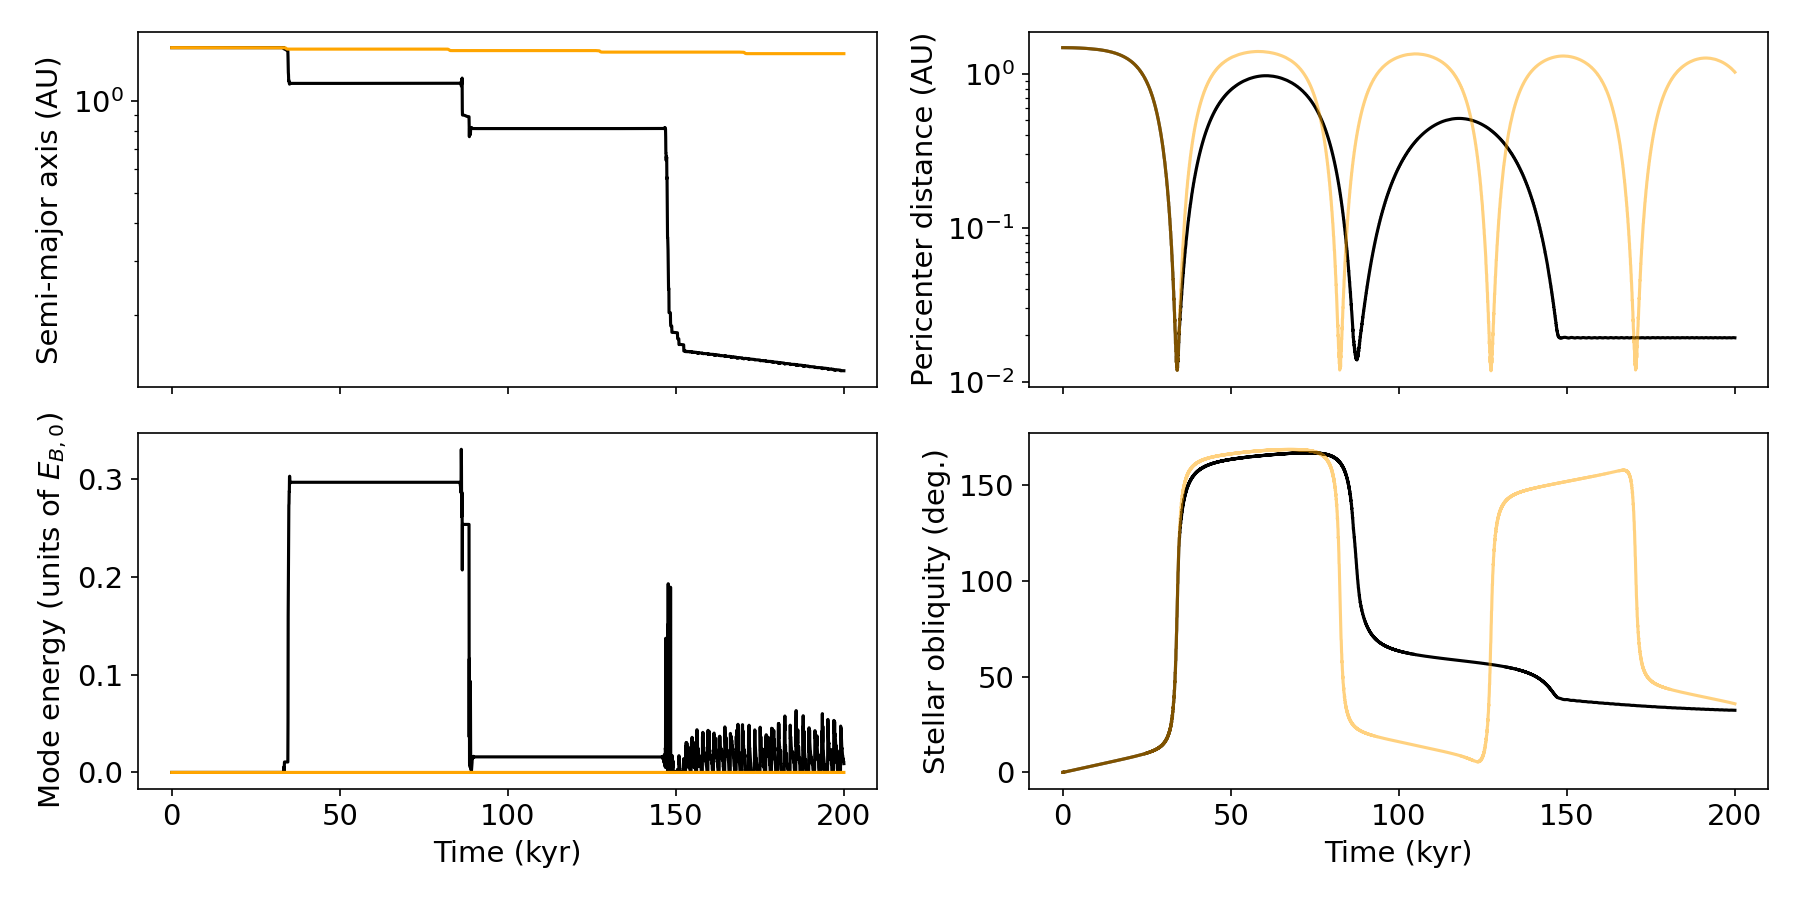 Semi-major axis (AU)
10⁰
Pericenter distance (AU)
10⁰
10⁻¹
10⁻²
Mode energy (units of E_{B,0})
0.3
0.2
0.1
0.0
0 50 100 150 200
Time (kyr)
Stellar obliquity (deg.)
150
100
50
0
0 50 100 150 200
Time (kyr)